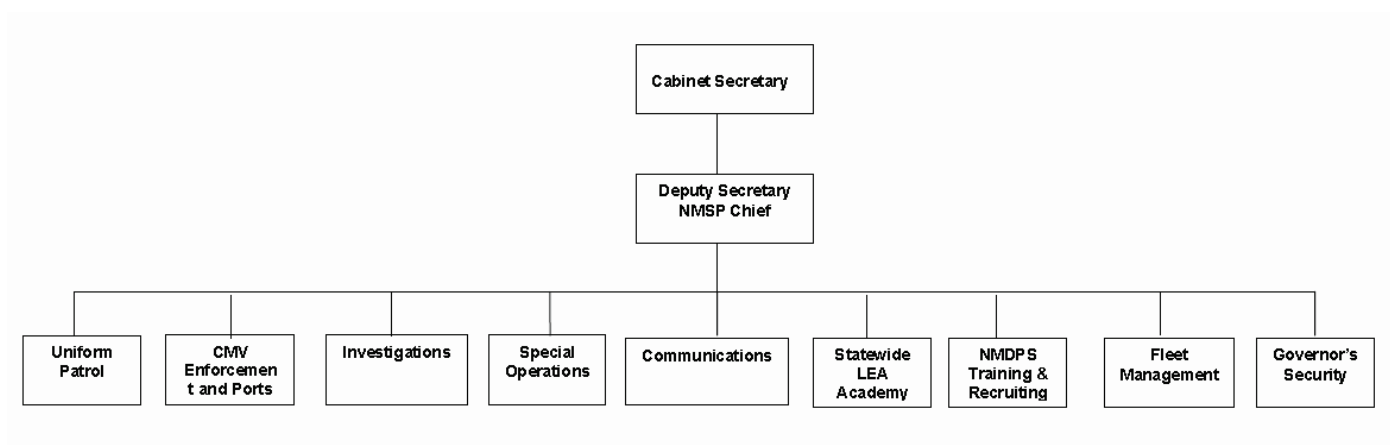 Cabinet Secretary
Deputy Secretary
NMSP Chief
Uniform
Patrol
CMV
Enforcemen
t and Ports
Investigations
Special
Operations
Communications
Statewide
LEA
Academy
NMDPS
Training &
Recruiting
Fleet
Management
Governor's
Security